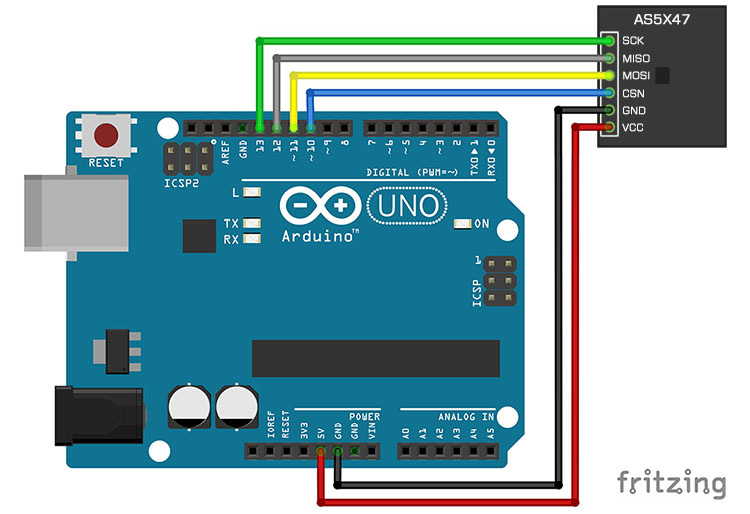 AS5X47
SCK
MISO
MOSI
CSN
GND
VCC
RESET
ICSP2
AREF
GND
13
12
~11
~10
~9
8
7
~6
~5
4
~3
2
TX0▶1
RX0◀0
DIGITAL (PWM=~)
L
TX
RX
Arduino™
UNO
ON
1
ICSP
IOREF
RESET
3V3
5V
GND
GND
VIN
POWER
ANALOG IN
A0
A1
A2
A3
A4
A5
fritzing